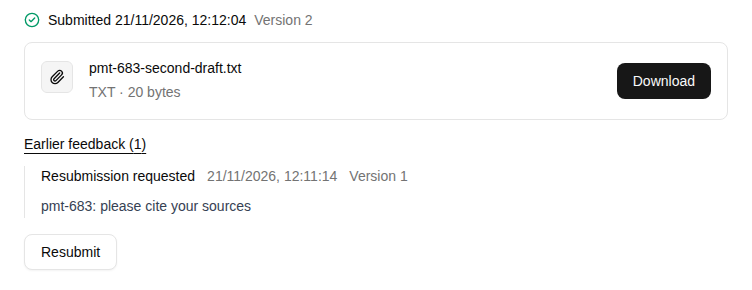 Submitted 21/11/2026, 12:12:04 Version 2
pmt-683-second-draft.txt
TXT · 20 bytes
Download
Earlier feedback (1)
Resubmission requested 21/11/2026, 12:11:14 Version 1
pmt-683: please cite your sources
Resubmit